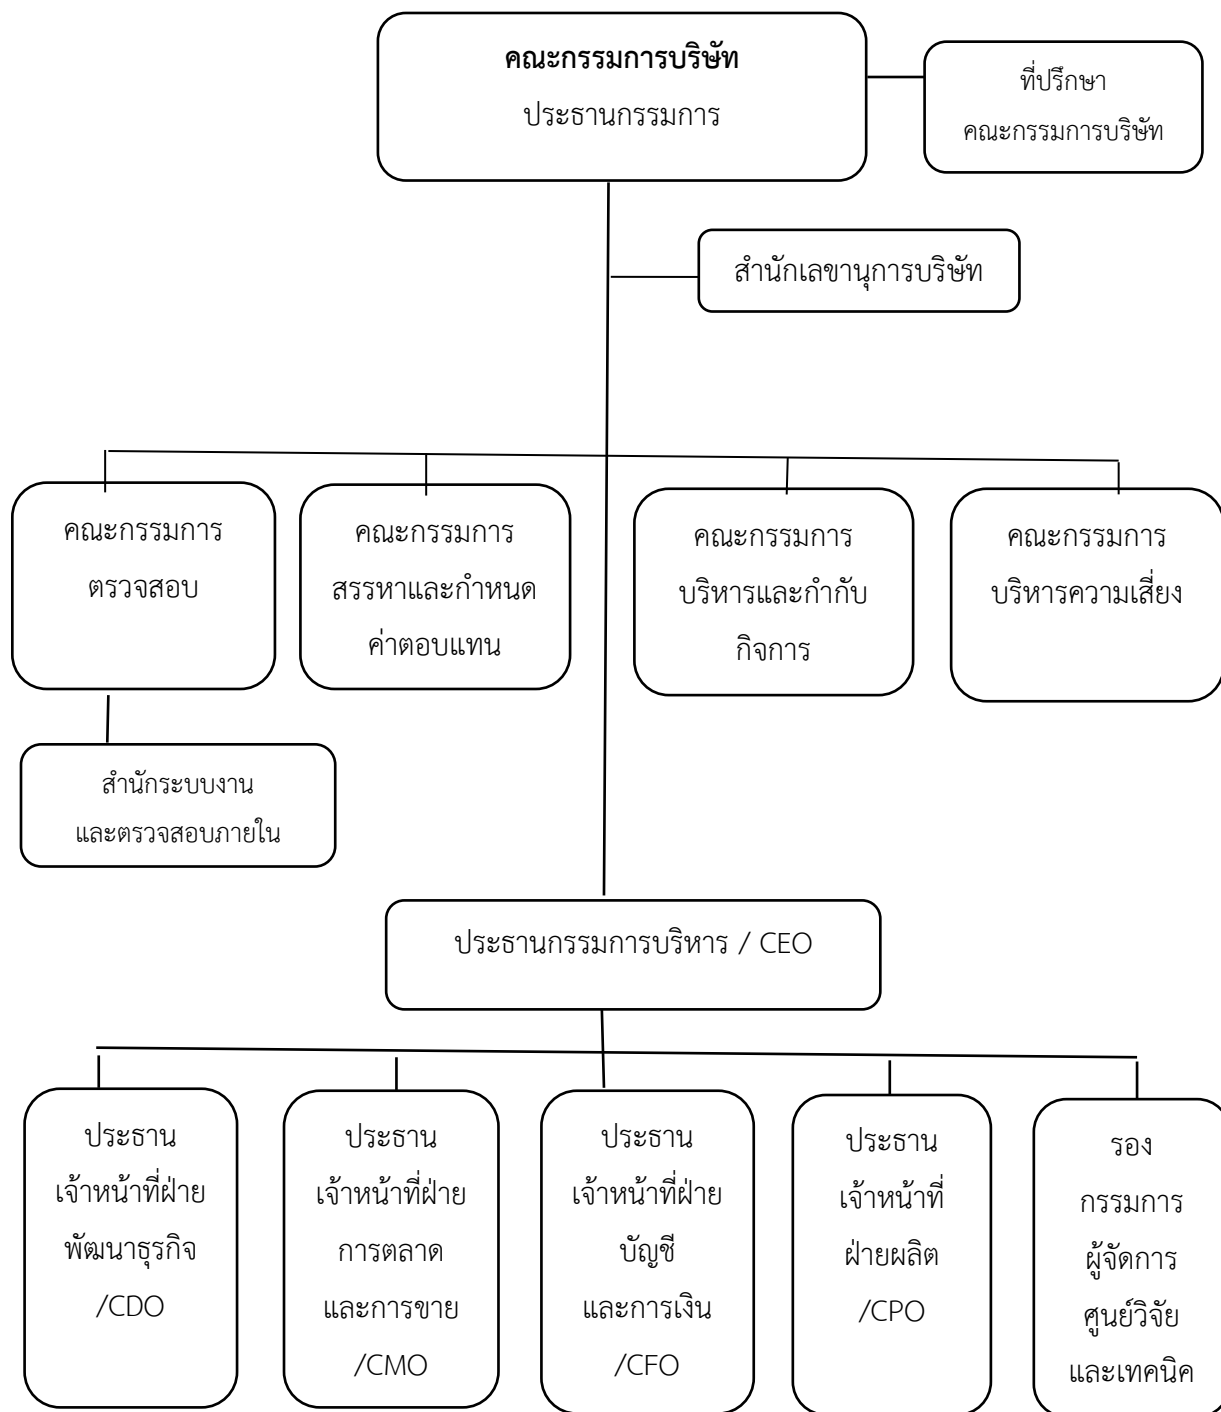 คณะกรรมการบริษัท
ประธานกรรมการ
ที่ปรึกษา
คณะกรรมการบริษัท
สำนักเลขานุการบริษัท
คณะกรรมการ
ตรวจสอบ
คณะกรรมการ
สรรหาและกำหนด
ค่าตอบแทน
คณะกรรมการ
บริหารและกำกับ
กิจการ
คณะกรรมการ
บริหารความเสี่ยง
สำนักระบบงาน
และตรวจสอบภายใน
ประธานกรรมการบริหาร / CEO
ประธาน
เจ้าหน้าที่ฝ่าย
พัฒนาธุรกิจ
/CDO
ประธาน
เจ้าหน้าที่ฝ่าย
การตลาด
และการขาย
/CMO
ประธาน
เจ้าหน้าที่ฝ่าย
บัญชี
และการเงิน
/CFO
ประธาน
เจ้าหน้าที่
ฝ่ายผลิต
/CPO
รอง
กรรมการ
ผู้จัดการ
ศูนย์วิจัย
และเทคนิค